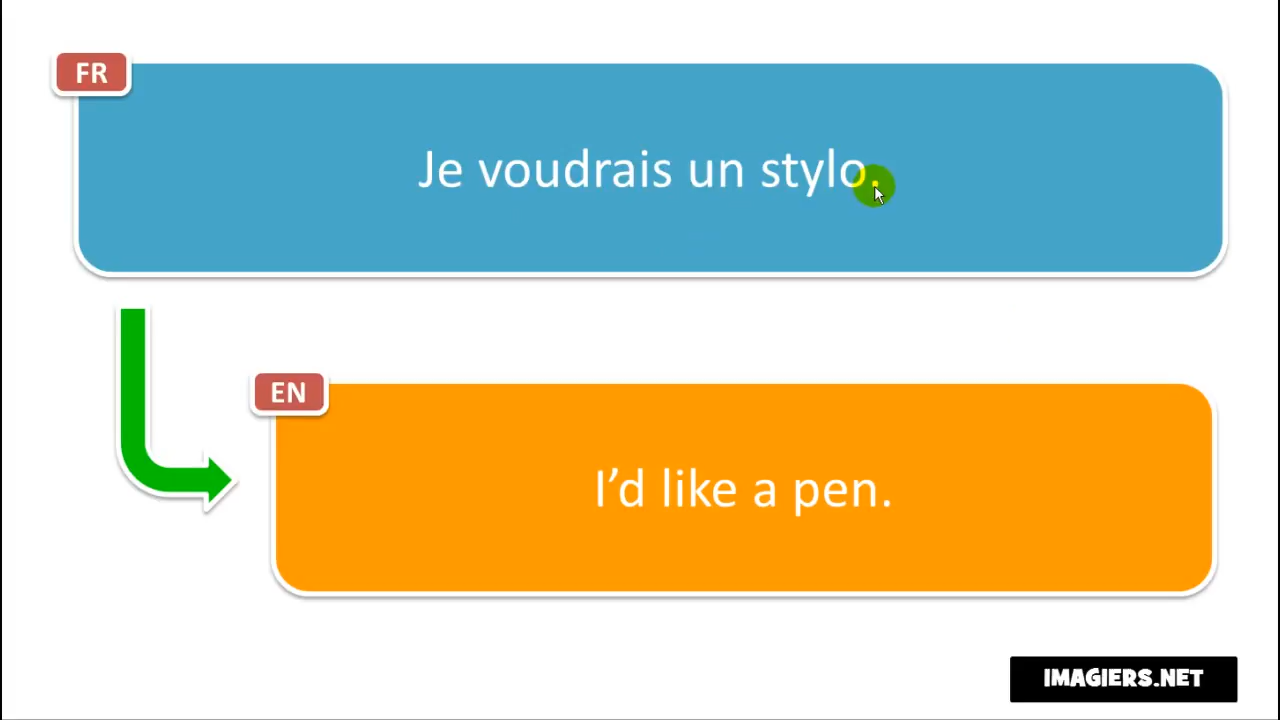 FR
Je voudrais un stylo.
EN
I’d like a pen.
IMAGIERS.NET